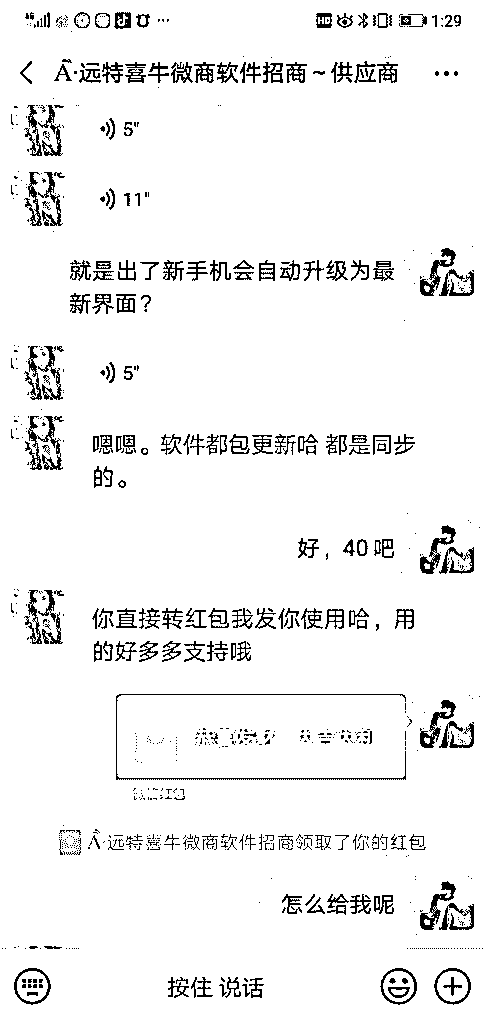 1:29
Ā·远特喜牛微商软件招商~供应商
5"
11"
就是出了新手机会自动升级为最
新界面?
5"
嗯嗯。软件都包更新哈 都是同步
的。
好，40吧
你直接转红包我发你使用哈，用
的好多多支持哦
微信红包
Ā·远特喜牛微商软件招商领取了你的红包
怎么给我呢
按住 说话